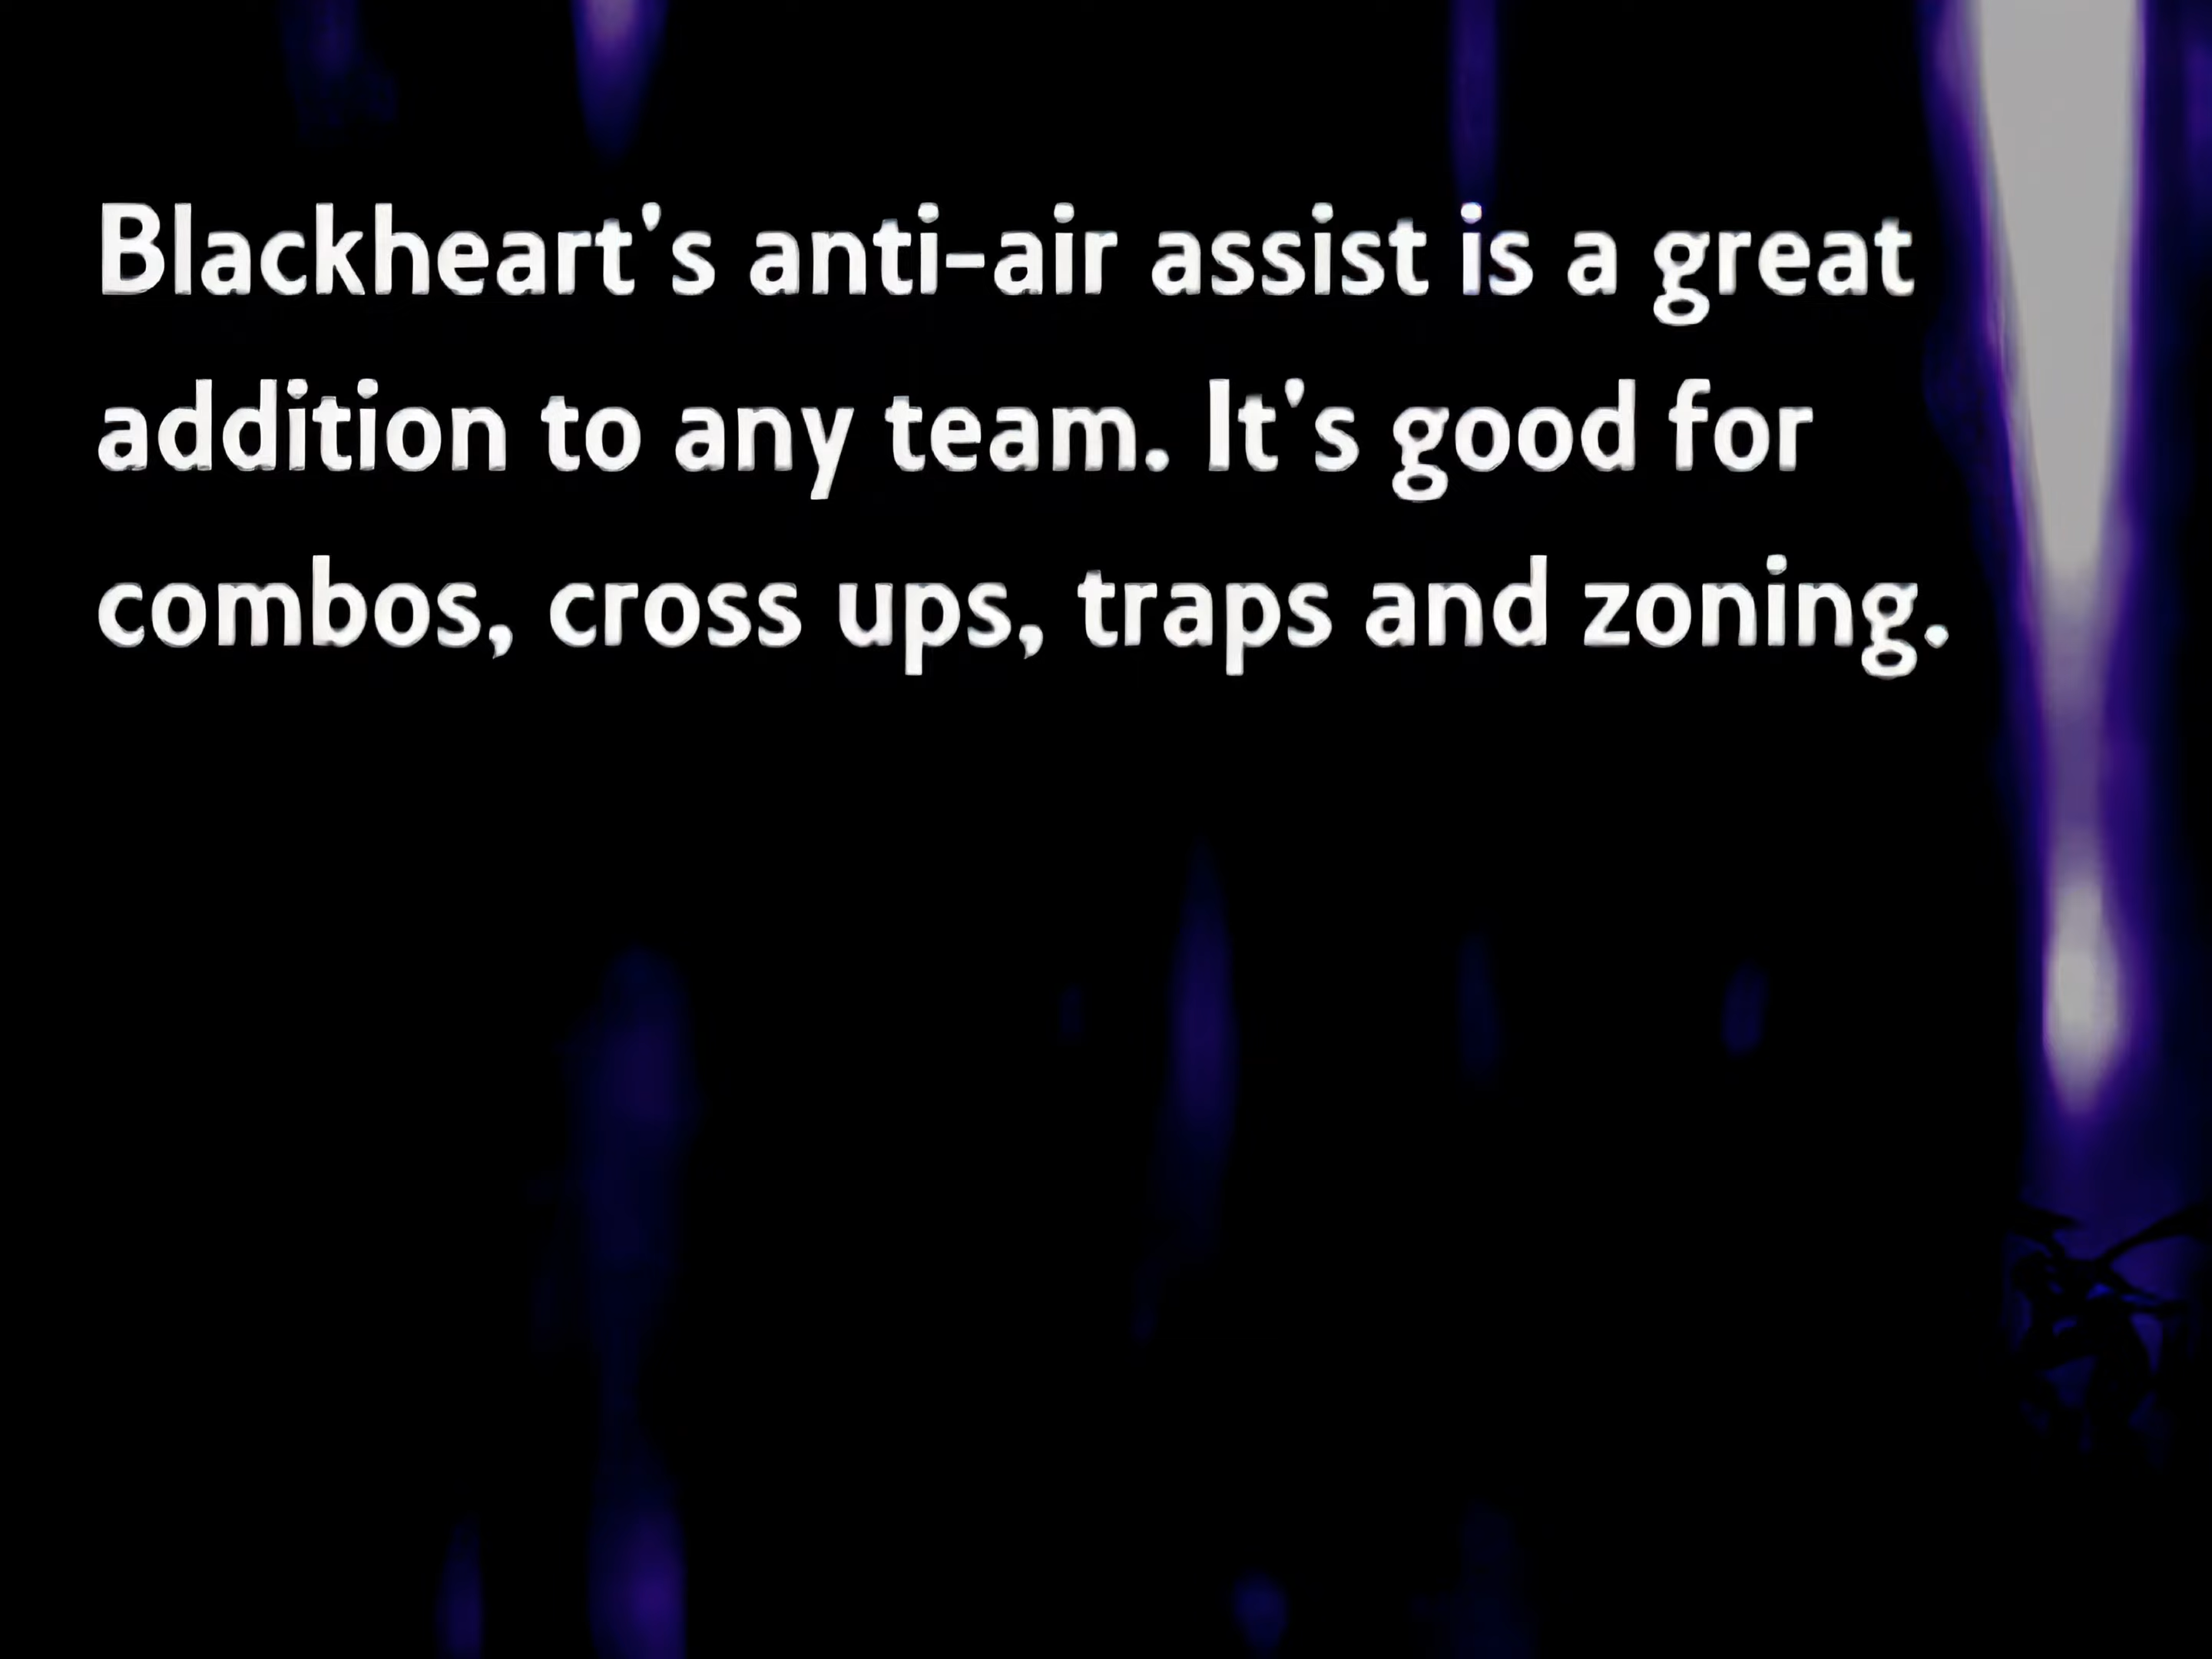 Blackheart's anti-air assist is a great
addition to any team. It's good for
combos, cross ups, traps and zoning.